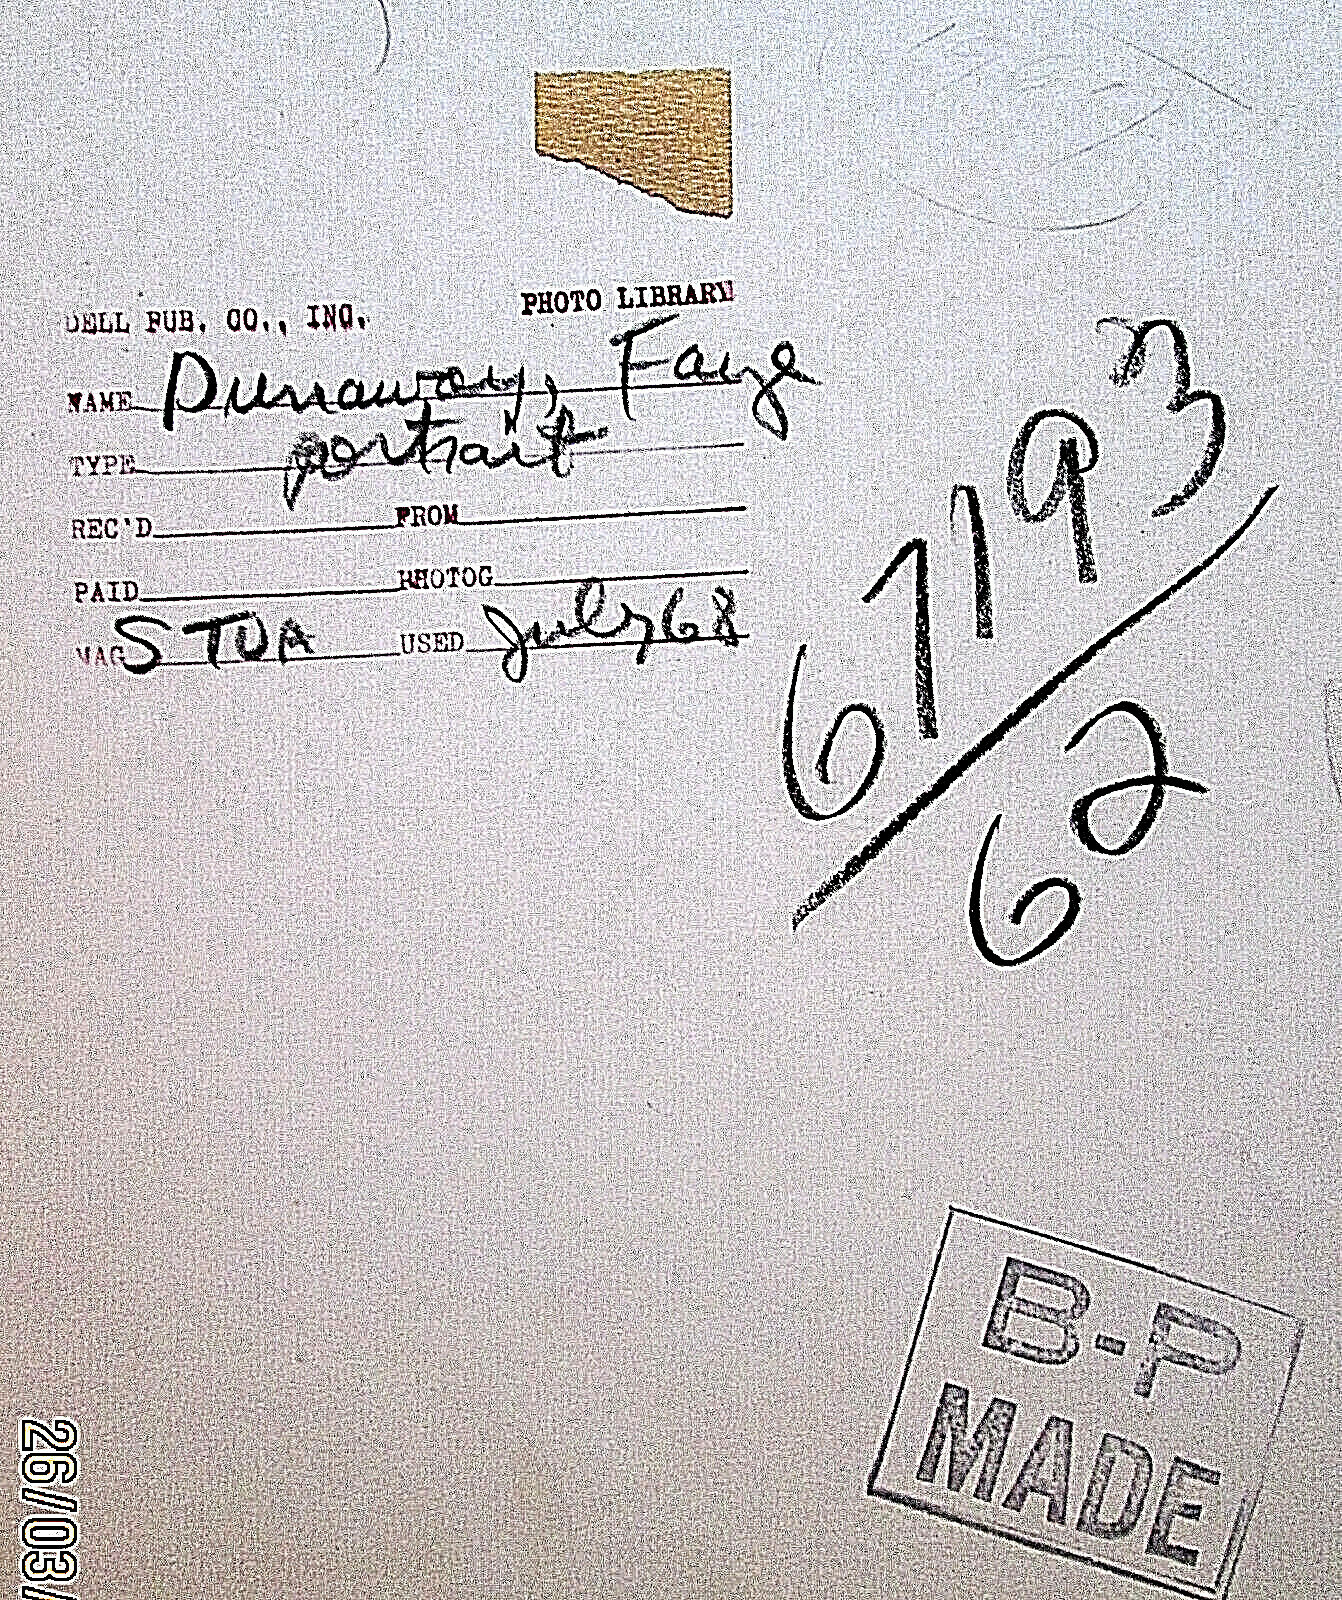 DELL PUB. CO., INC. PHOTO LIBRARY
NAME Dunaway, Faye
TYPE portrait
REC'D FROM
PAID PHOTOG
MAG STUA USED July 68
671193
62
B-P
MADE
26/03/